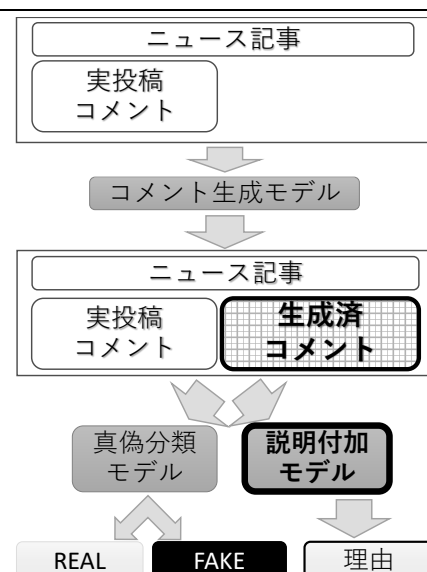 ニュース記事
実投稿
コメント
コメント生成モデル
ニュース記事
実投稿
コメント
生成済
コメント
真偽分類
モデル
説明付加
モデル
REAL
FAKE
理由